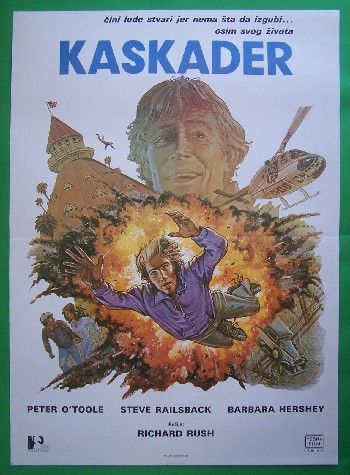 čini lude stvari jer nema šta da izgubi...
osim svog života
KASKADER
PETER O'TOOLE STEVE RAILSBACK BARBARA HERSHEY
Režija:
RICHARD RUSH